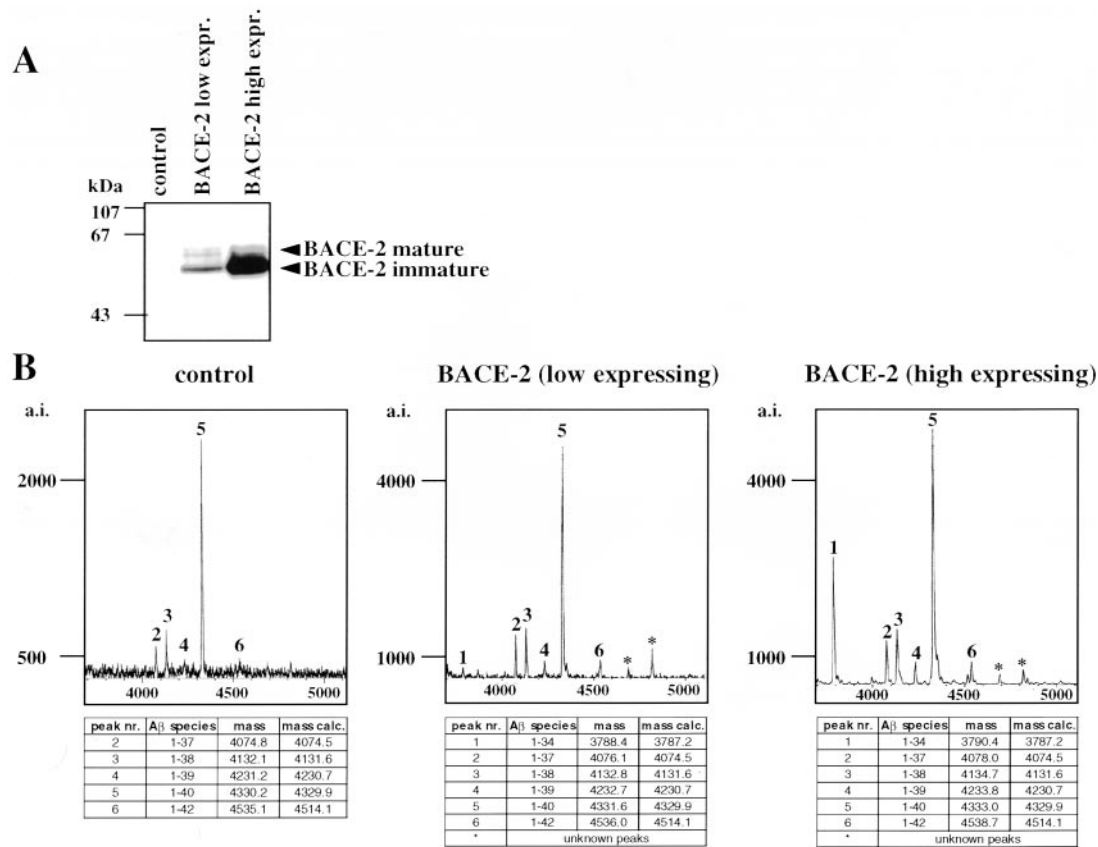 A
control
BACE-2 low expr.
BACE-2 high expr.
kDa
107
67
43
BACE-2 mature
BACE-2 immature
B
control
BACE-2 (low expressing)
BACE-2 (high expressing)
a.i.
2000
500
2
3
4
5
6
4000
4500
5000
a.i.
4000
1000
1
2
3
4
5
6
*
*
4000
4500
5000
a.i.
4000
1000
1
2
3
4
5
6
*
*
4000
4500
5000
peak nr. Aβ species mass mass calc.
2 1-37 4074.8 4074.5
3 1-38 4132.1 4131.6
4 1-39 4231.2 4230.7
5 1-40 4330.2 4329.9
6 1-42 4535.1 4514.1
peak nr. Aβ species mass mass calc.
1 1-34 3788.4 3787.2
2 1-37 4076.1 4074.5
3 1-38 4132.8 4131.6
4 1-39 4232.7 4230.7
5 1-40 4331.6 4329.9
6 1-42 4536.0 4514.1
* unknown peaks
peak nr. Aβ species mass mass calc.
1 1-34 3790.4 3787.2
2 1-37 4078.0 4074.5
3 1-38 4134.7 4131.6
4 1-39 4233.8 4230.7
5 1-40 4333.0 4329.9
6 1-42 4538.7 4514.1
* unknown peaks